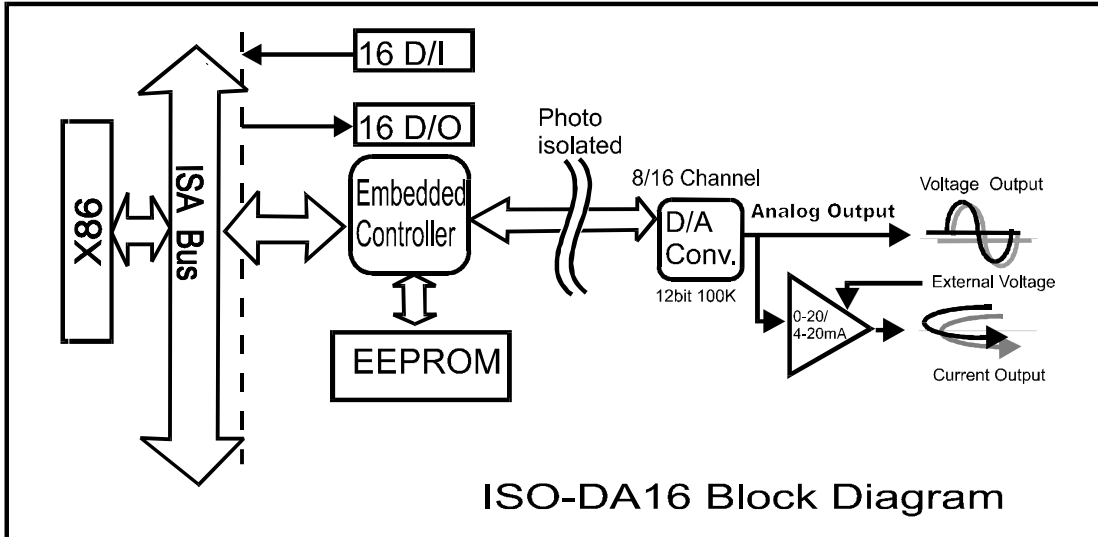 16 D/I
16 D/O
X86
ISA Bus
Embedded
Controller
EEPROM
Photo
isolated
8/16 Channel
D/A
Conv.
12bit 100K
Analog Output
Voltage Output
External Voltage
0-20/
4-20mA
Current Output
ISO-DA16 Block Diagram